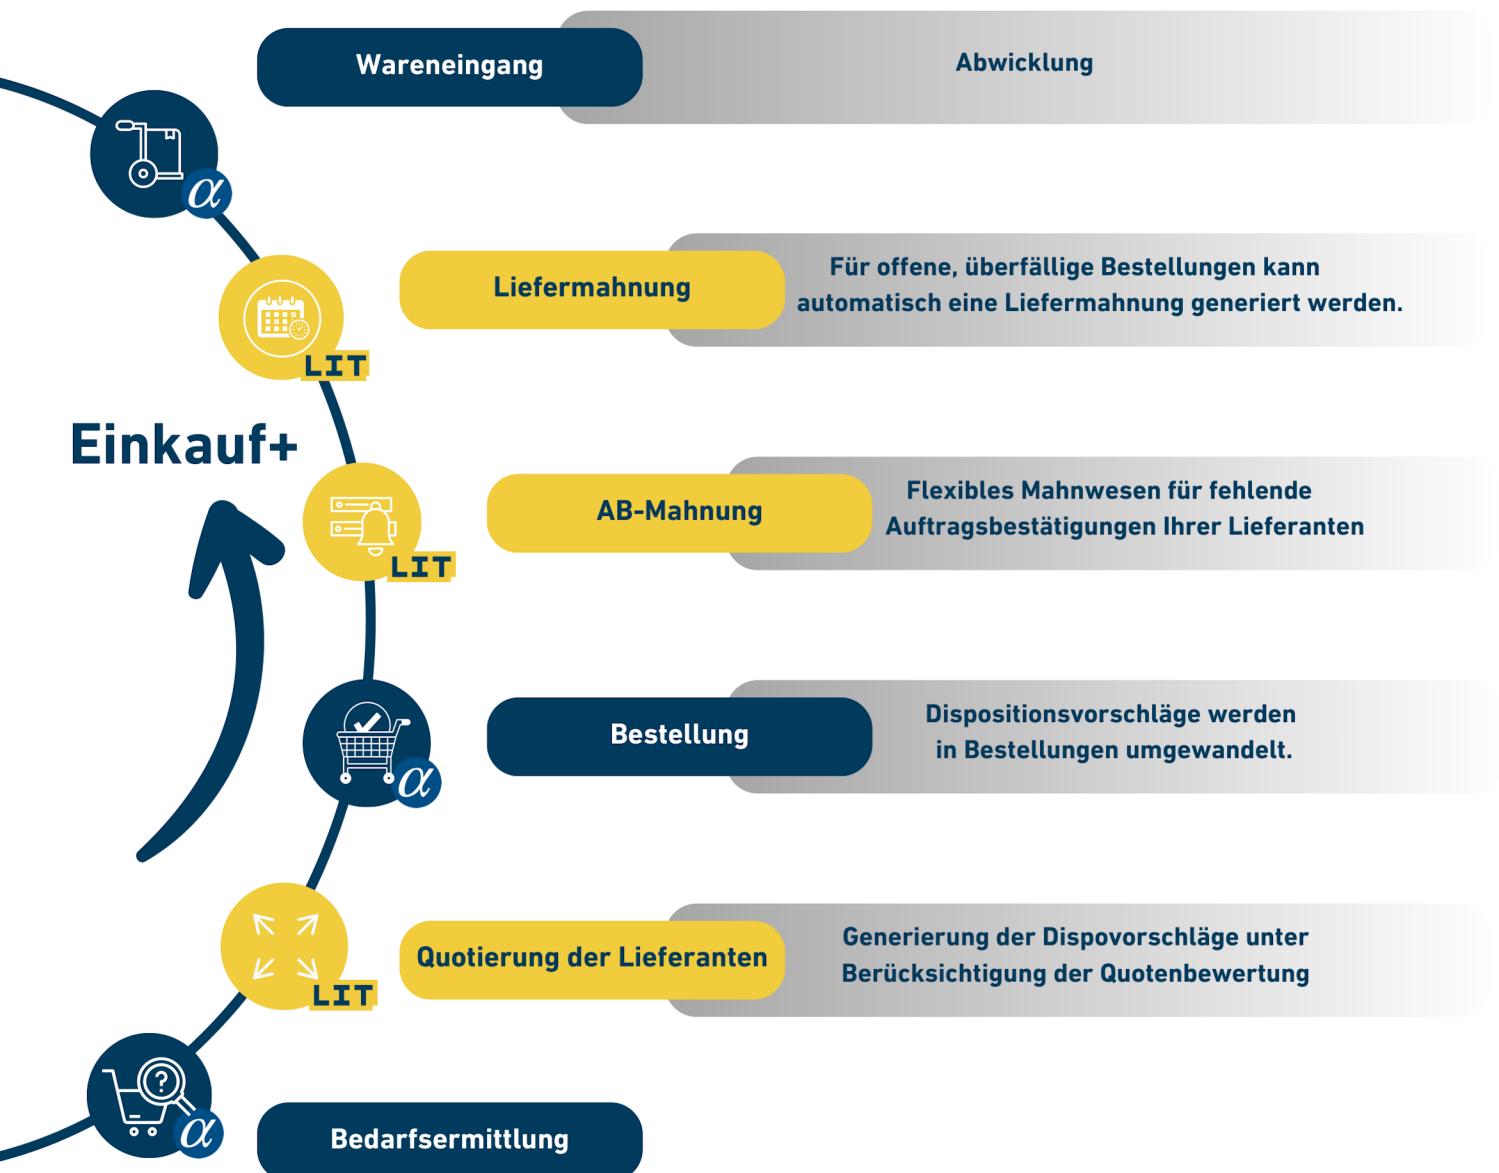 Wareneingang
Abwicklung
α
Liefermahnung
Für offene, überfällige Bestellungen kann
automatisch eine Liefermahnung generiert werden.
LIT
Einkauf+
AB-Mahnung
Flexibles Mahnwesen für fehlende
Auftragsbestätigungen Ihrer Lieferanten
LIT
Bestellung
Dispositionsvorschläge werden
in Bestellungen umgewandelt.
α
Quotierung der Lieferanten
Generierung der Dispovorschläge unter
Berücksichtigung der Quotenbewertung
LIT
?
α
Bedarfsermittlung